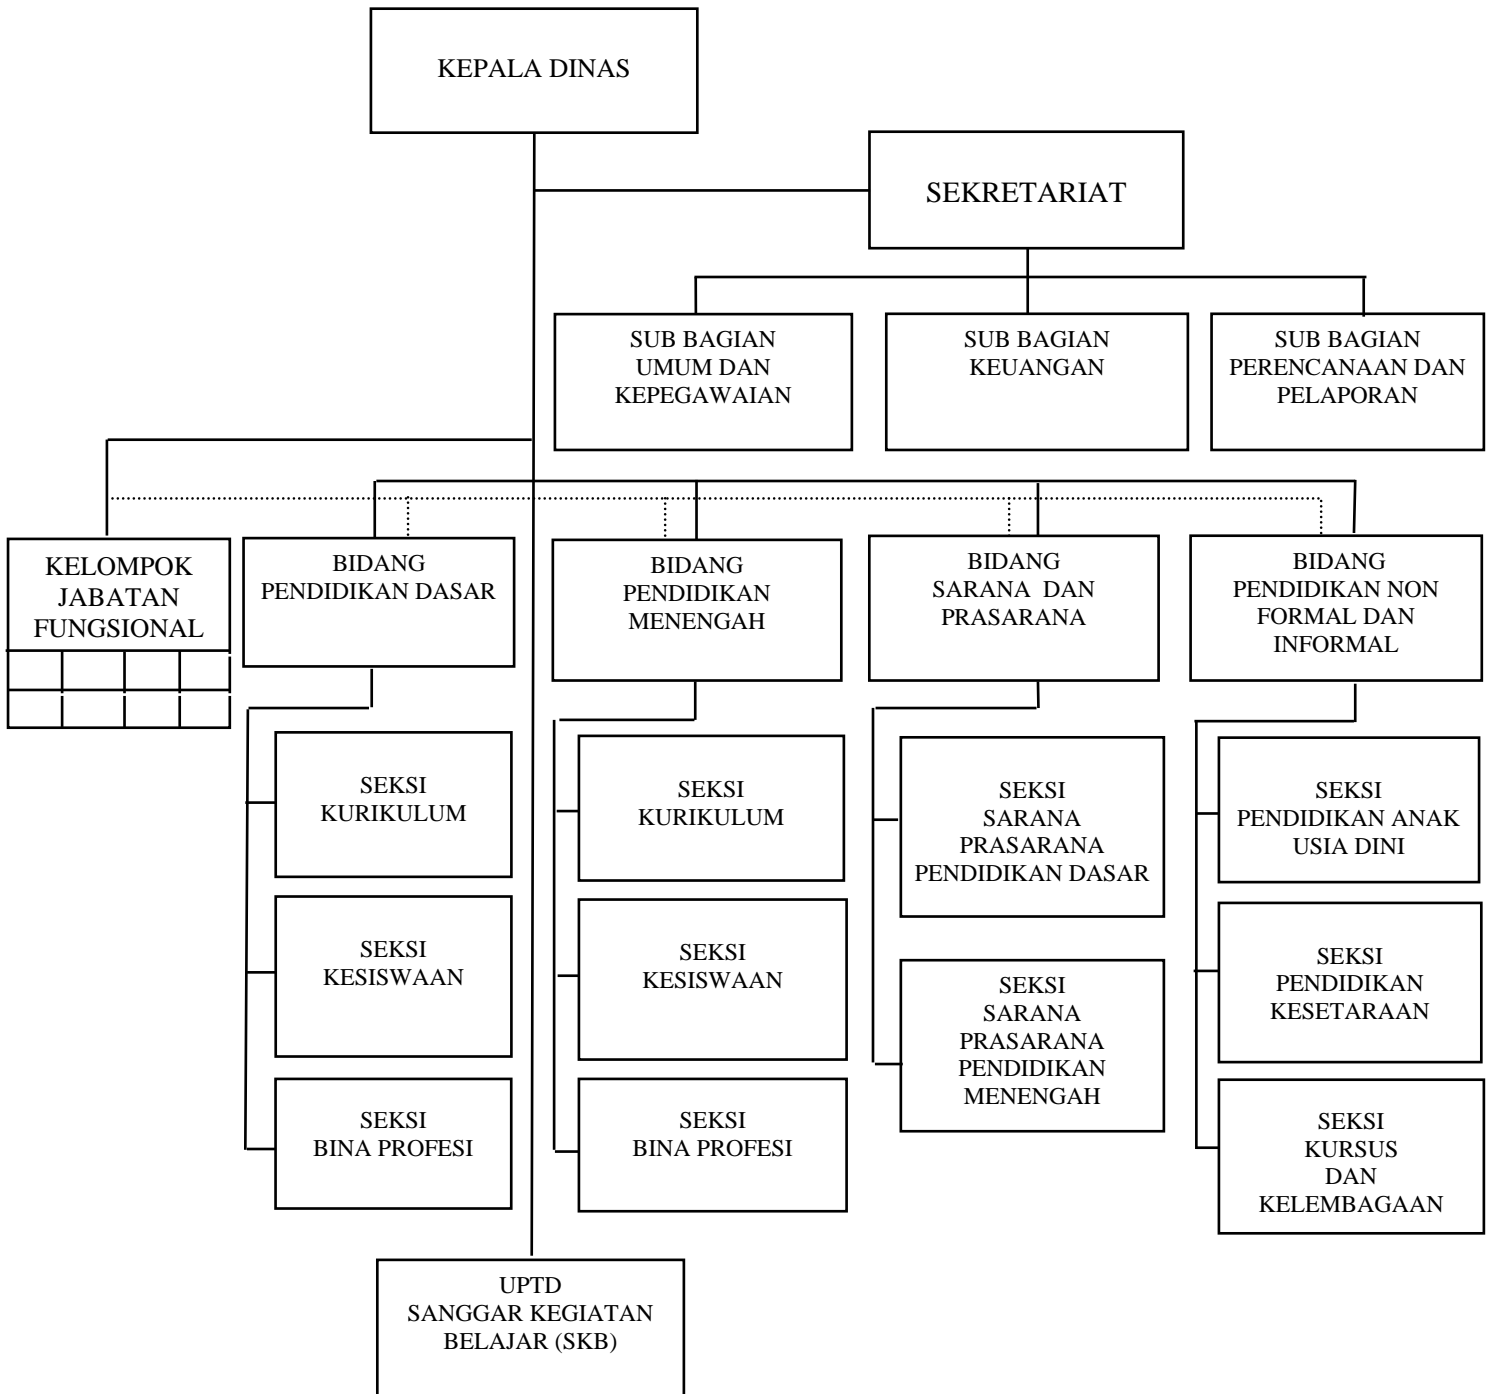 KEPALA DINAS
SEKRETARIAT
SUB BAGIAN
UMUM DAN
KEPEGAWAIAN
SUB BAGIAN
KEUANGAN
SUB BAGIAN
PERENCANAAN DAN
PELAPORAN
KELOMPOK
JABATAN
FUNGSIONAL
BIDANG
PENDIDIKAN DASAR
BIDANG
PENDIDIKAN
MENENGAH
BIDANG
SARANA DAN
PRASARANA
BIDANG
PENDIDIKAN NON
FORMAL DAN
INFORMAL
SEKSI
KURIKULUM
SEKSI
KESISWAAN
SEKSI
BINA PROFESI
SEKSI
KURIKULUM
SEKSI
KESISWAAN
SEKSI
BINA PROFESI
SEKSI
SARANA
PRASARANA
PENDIDIKAN DASAR
SEKSI
SARANA
PRASARANA
PENDIDIKAN
MENENGAH
SEKSI
PENDIDIKAN ANAK
USIA DINI
SEKSI
PENDIDIKAN
KESETARAAN
SEKSI
KURSUS
DAN
KELEMBAGAAN
UPTD
SANGGAR KEGIATAN
BELAJAR (SKB)